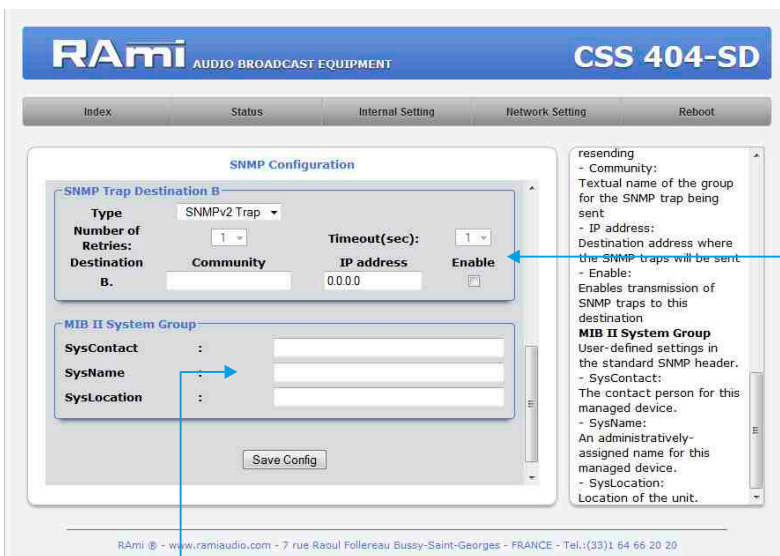 RAmi AUDIO BROADCAST EQUIPMENT
CSS 404-SD
Index Status Internal Setting Network Setting Reboot
SNMP Configuration
SNMP Trap Destination B
Type SNMPv2 Trap
Number of Retries: 1 Timeout(sec): 1
Destination Community IP address Enable
B. 0.0.0.0
MIB II System Group
SysContact :
SysName :
SysLocation :
Save Config
resending
- Community:
Textual name of the group
for the SNMP trap being
sent
- IP address:
Destination address where
the SNMP traps will be sent
- Enable:
Enables transmission of
SNMP traps to this
destination
MIB II System Group
User-defined settings in
the standard SNMP header.
- SysContact:
The contact person for this
managed device.
- SysName:
An administratively-
assigned name for this
managed device.
- SysLocation:
Location of the unit.
RAmi ® - www.ramiaudio.com - 7 rue Raoul Follereau Bussy-Saint-Georges - FRANCE - Tel.:(33)1 64 66 20 20